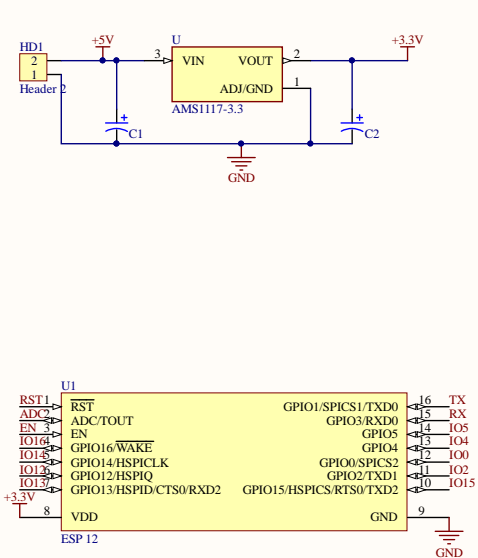 +5V
+3.3V
HD1
U
2
1
Header 2
3
VIN
VOUT
2
ADJ/GND
1
AMS1117-3.3
+
C1
+
C2
GND
U1
RST
1
RST
GPIO1/SPICS1/TXD0
16
TX
ADC
2
ADC/TOUT
GPIO3/RXD0
15
RX
EN
3
EN
GPIO5
14
IO5
IO16
4
GPIO16/WAKE
GPIO4
13
IO4
IO14
5
GPIO14/HSPICLK
GPIO0/SPICS2
12
IO0
IO12
6
GPIO12/HSPIQ
GPIO2/TXD1
11
IO2
IO13
7
GPIO13/HSPID/CTS0/RXD2
GPIO15/HSPICS/RTS0/TXD2
10
IO15
+3.3V
8
VDD
GND
9
ESP 12
GND